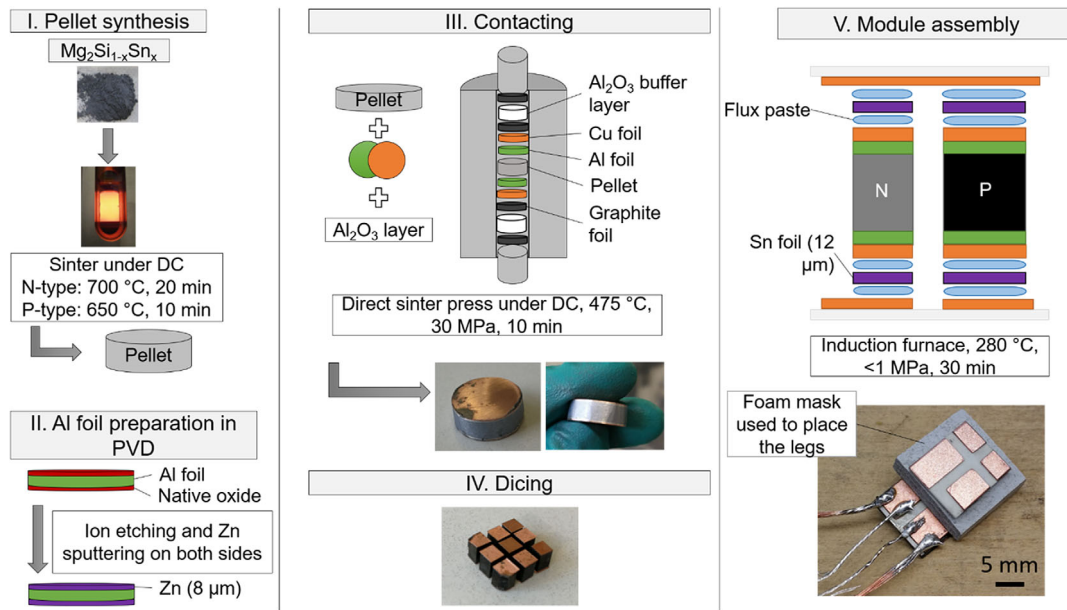 I. Pellet synthesis
Mg₂Si₁₋ₓSnₓ
Sinter under DC
N-type: 700 °C, 20 min
P-type: 650 °C, 10 min
Pellet
II. Al foil preparation in
PVD
Al foil
Native oxide
Ion etching and Zn
sputtering on both sides
Zn (8 µm)
III. Contacting
Pellet
Al₂O₃ layer
Al₂O₃ buffer
layer
Cu foil
Al foil
Pellet
Graphite
foil
Direct sinter press under DC, 475 °C,
30 MPa, 10 min
IV. Dicing
V. Module assembly
Flux paste
N
P
Sn foil (12
µm)
Induction furnace, 280 °C,
<1 MPa, 30 min
Foam mask
used to place
the legs
5 mm